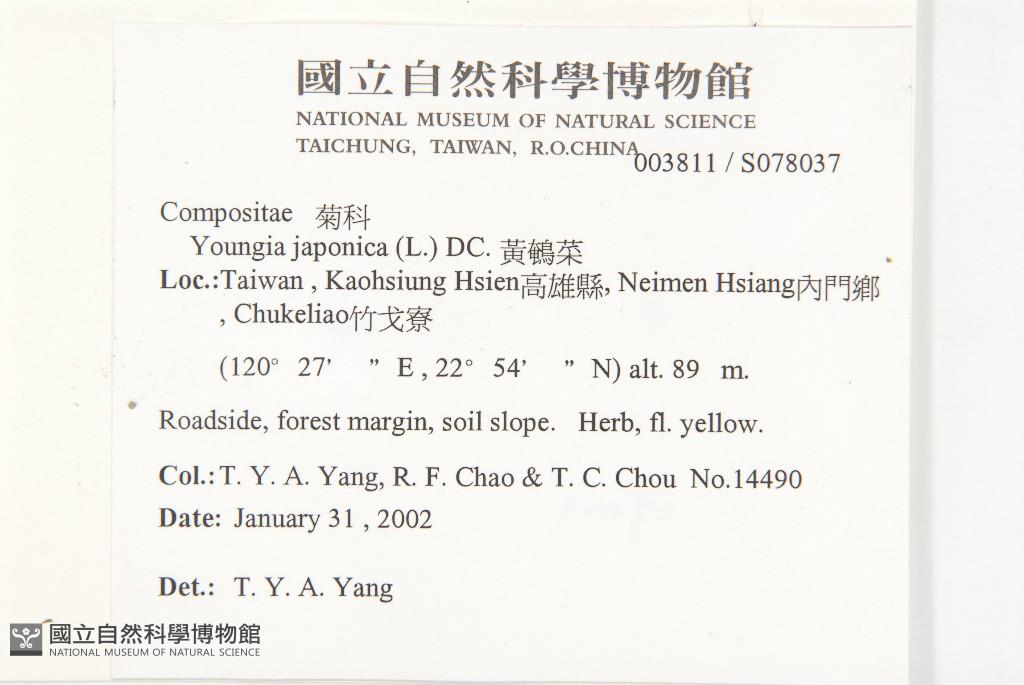 國立自然科學博物館
NATIONAL MUSEUM OF NATURAL SCIENCE
TAICHUNG, TAIWAN, R.O.CHINA
003811 / S078037
Compositae 菊科
Youngia japonica (L.) DC. 黃鵪菜
Loc.:Taiwan , Kaohsiung Hsien高雄縣, Neimen Hsiang內門鄉
, Chukeliao竹戈寮
(120° 27' " E , 22° 54' " N) alt. 89 m.
Roadside, forest margin, soil slope. Herb, fl. yellow.
Col.: T. Y. A. Yang, R. F. Chao & T. C. Chou No.14490
Date: January 31 , 2002
Det.: T. Y. A. Yang
國立自然科學博物館
NATIONAL MUSEUM OF NATURAL SCIENCE